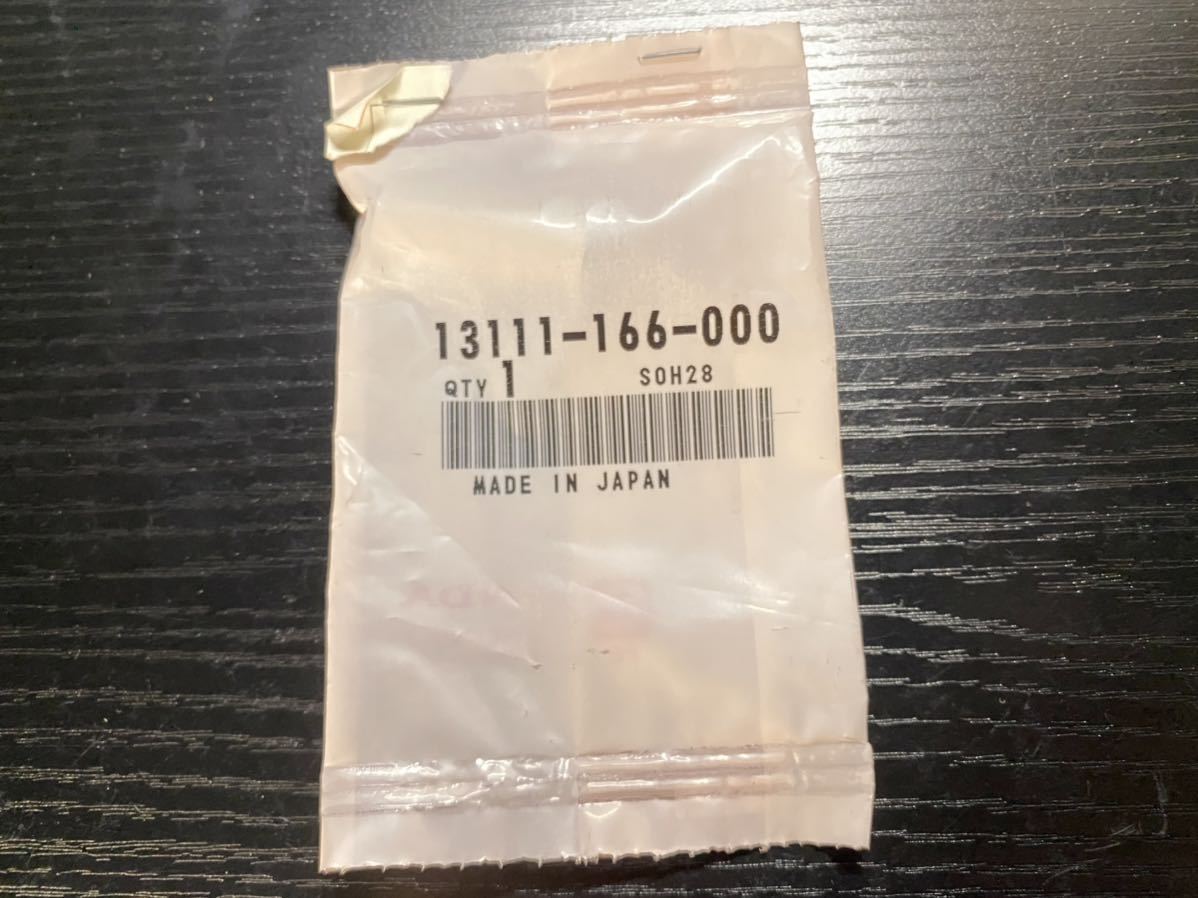 13111-166-000
QTY 1 S0H28
MADE IN JAPAN